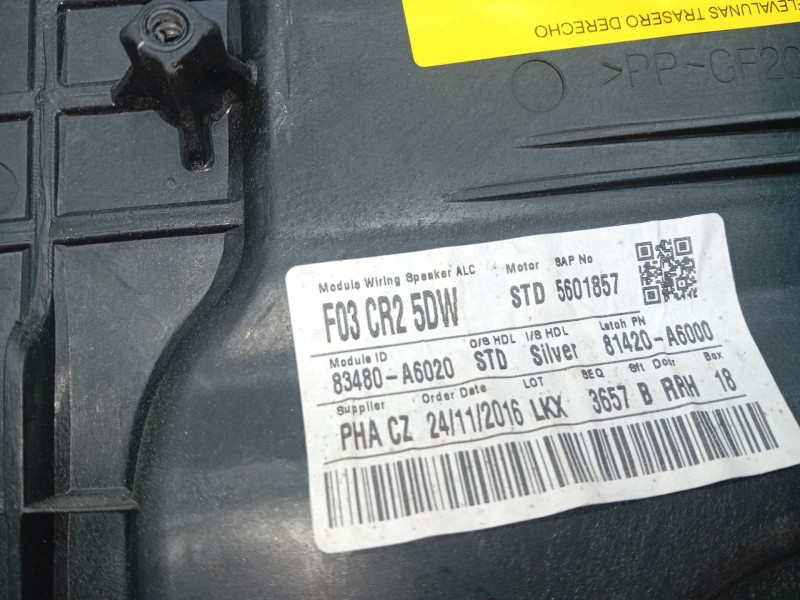 ELEVALUNAS TRASERO DERECHO
>PP-GF20
Module Wiring Speaker ALC Motor SAP No
F03 CR2 5DW STD 5601857
Module ID O/S HDL I/S HDL Latch PN
83480-A6020 STD Silver 81420-A6000
Supplier Order Date LOT SEQ Sft Door Box
PHA CZ 24/11/2016 LKX 3657 B RRH 18